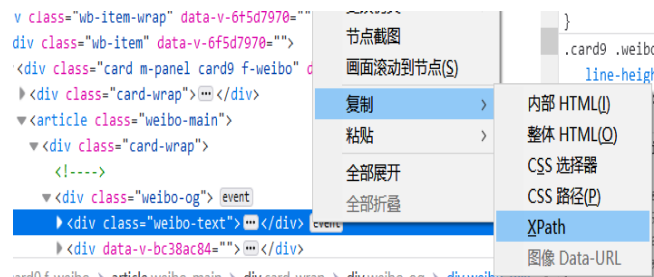 v class="wb-item-wrap" data-v-6f5d7970=""
div class="wb-item" data-v-6f5d7970="">
<div class="card m-panel card9 f-weibo" d
<div class="card-wrap"> ••• </div>
<article class="weibo-main">
<div class="card-wrap">
<!---->
<div class="weibo-og"> event
<div class="weibo-text"> ••• </div> event
<div data-v-bc38ac84=""> ••• </div>
节点截图
画面滚动到节点(S)
复制 >
粘贴 >
全部展开
全部折叠
内部 HTML(I)
整体 HTML(O)
CSS 选择器
CSS 路径(P)
XPath
图像 Data-URL
}
.card9 .weibo
line-heigh